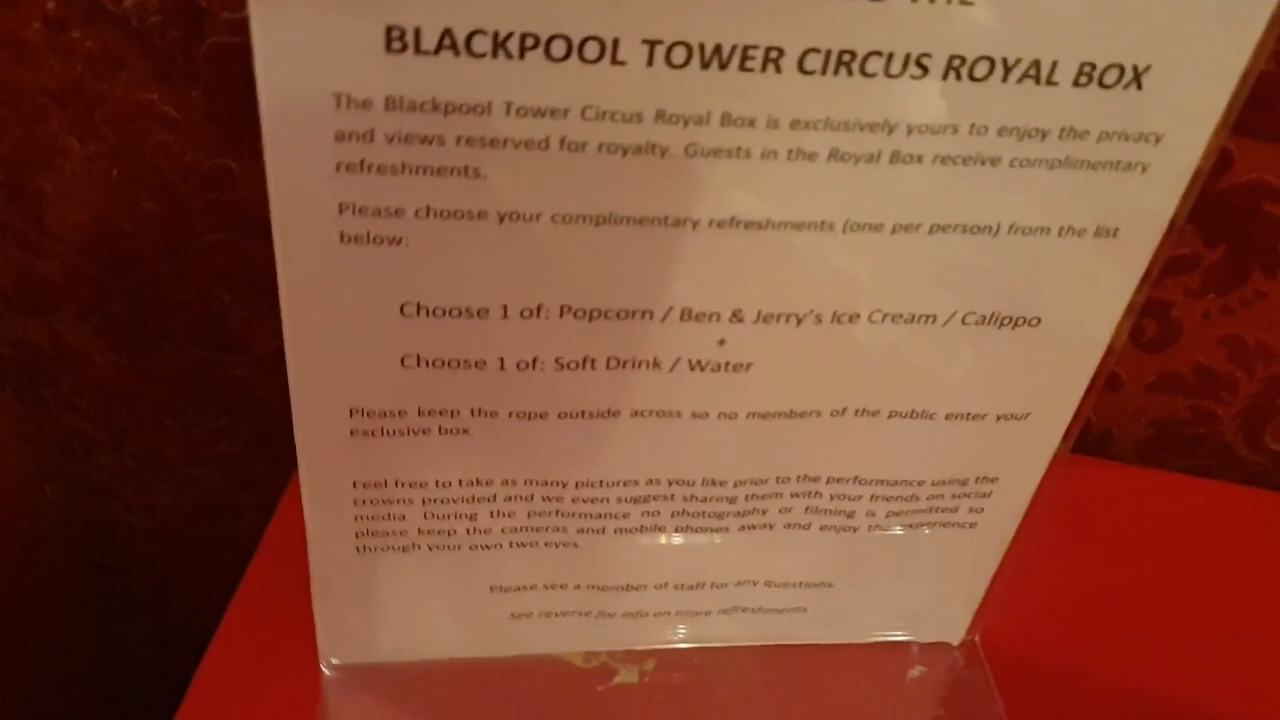 THE
BLACKPOOL TOWER CIRCUS ROYAL BOX
The Blackpool Tower Circus Royal Box is exclusively yours to enjoy the privacy
and views reserved for royalty. Guests in the Royal Box receive complimentary
refreshments.
Please choose your complimentary refreshments (one per person) from the list
below:
Choose 1 of: Popcorn / Ben & Jerry's Ice Cream / Calippo
+
Choose 1 of: Soft Drink / Water
Please keep the rope outside across so no members of the public enter your
exclusive box.
Feel free to take as many pictures as you like prior to the performance using the
crowns provided and we even suggest sharing them with your friends on social
media. During the performance no photography or filming is permitted so
please keep the cameras and mobile phones away and enjoy the experience
through your own two eyes.
Please see a member of staff for any questions.
See reverse for info on more refreshments